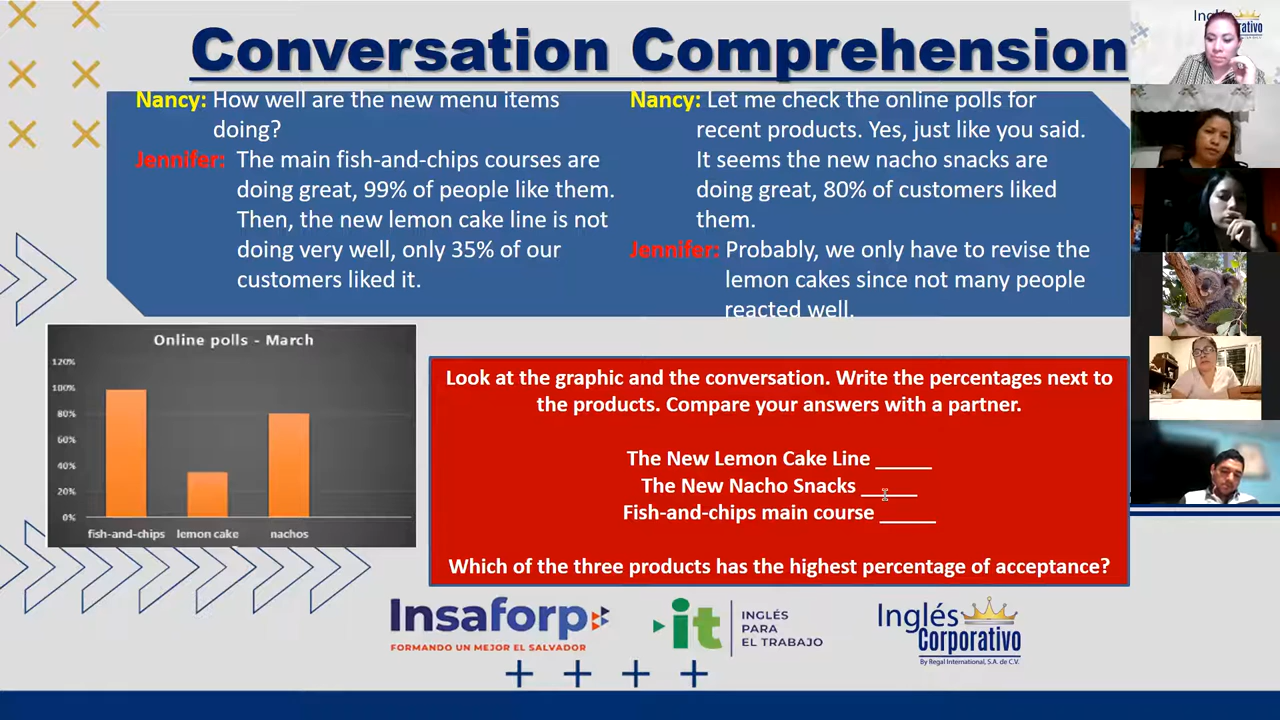 Conversation Comprehension
Nancy: How well are the new menu items
doing?
Jennifer: The main fish-and-chips courses are
doing great, 99% of people like them.
Then, the new lemon cake line is not
doing very well, only 35% of our
customers liked it.
Nancy: Let me check the online polls for
recent products. Yes, just like you said.
It seems the new nacho snacks are
doing great, 80% of customers liked
them.
Jennifer: Probably, we only have to revise the
lemon cakes since not many people
reacted well.
Online polls - March
120%
100%
80%
60%
40%
20%
0%
fish-and-chips lemon cake nachos
Look at the graphic and the conversation. Write the percentages next to
the products. Compare your answers with a partner.
The New Lemon Cake Line _____
The New Nacho Snacks _____
Fish-and-chips main course _____
Which of the three products has the highest percentage of acceptance?
Insaforp
FORMANDO UN MEJOR EL SALVADOR
it
INGLÉS
PARA
EL TRABAJO
Inglés
Corporativo
By Regal International, S.A. de C.V.